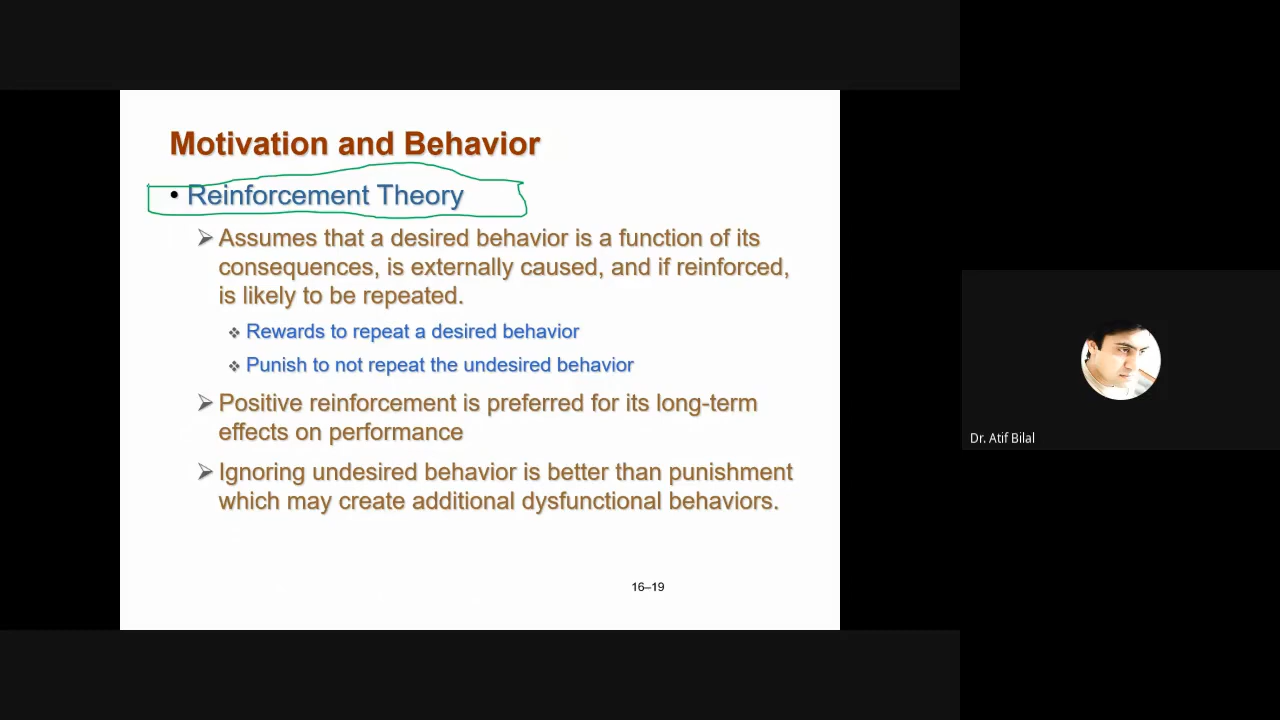 Motivation and Behavior
• Reinforcement Theory
➢ Assumes that a desired behavior is a function of its
consequences, is externally caused, and if reinforced,
is likely to be repeated.
❖ Rewards to repeat a desired behavior
❖ Punish to not repeat the undesired behavior
➢ Positive reinforcement is preferred for its long-term
effects on performance
➢ Ignoring undesired behavior is better than punishment
which may create additional dysfunctional behaviors.
16–19
Dr. Atif Bilal